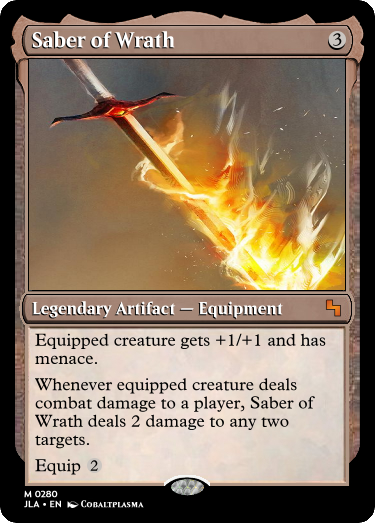 Saber of Wrath 3
Legendary Artifact — Equipment
Equipped creature gets +1/+1 and has
menace.
Whenever equipped creature deals
combat damage to a player, Saber of
Wrath deals 2 damage to any two
targets.
Equip 2
M 0280
JLA • EN Cobaltplasma